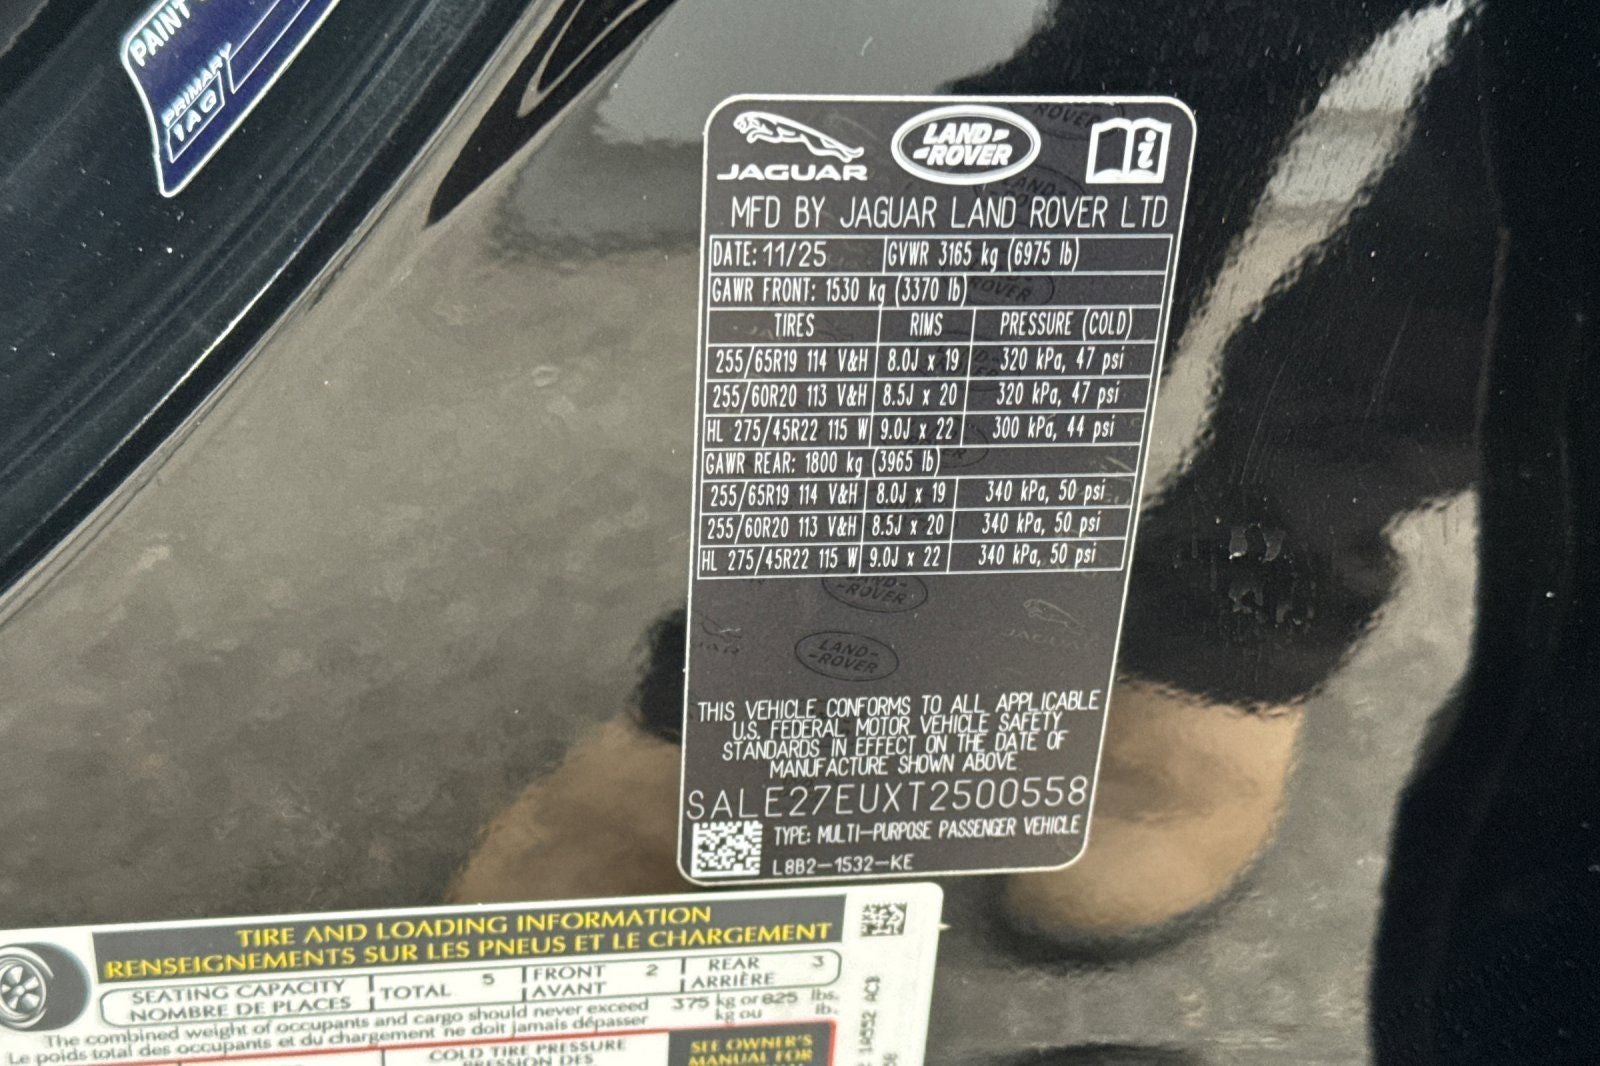 PAINT
PRIMARY
1AG
JAGUAR
LAND-
-ROVER
i
MFD BY JAGUAR LAND ROVER LTD
DATE: 11/25 GVWR 3165 kg (6975 lb)
GAWR FRONT: 1530 kg (3370 lb)
TIRES RIMS PRESSURE (COLD)
255/65R19 114 V&H 8.0J x 19 320 kPa, 47 psi
255/60R20 113 V&H 8.5J x 20 320 kPa, 47 psi
HL 275/45R22 115 W 9.0J x 22 300 kPa, 44 psi
GAWR REAR: 1800 kg (3965 lb)
255/65R19 114 V&H 8.0J x 19 340 kPa, 50 psi
255/60R20 113 V&H 8.5J x 20 340 kPa, 50 psi
HL 275/45R22 115 W 9.0J x 22 340 kPa, 50 psi
LAND-
-ROVER
JAGUAR
LAND-
-ROVER
THIS VEHICLE CONFORMS TO ALL APPLICABLE
U.S. FEDERAL MOTOR VEHICLE SAFETY
STANDARDS IN EFFECT ON THE DATE OF
MANUFACTURE SHOWN ABOVE
SALE27EUXT2500558
TYPE: MULTI-PURPOSE PASSENGER VEHICLE
L8B2-1532-KE
TIRE AND LOADING INFORMATION
RENSEIGNEMENTS SUR LES PNEUS ET LE CHARGEMENT
SEATING CAPACITY
NOMBRE DE PLACES
TOTAL 5
FRONT 2
AVANT
REAR 3
ARRIÈRE
The combined weight of occupants and cargo should never exceed 375 kg or 825 lbs.
Le poids total des occupants et du chargement ne doit jamais dépasser kg ou lb.
COLD TIRE PRESSURE
PRESSION DES
SEE OWNER'S
MANUAL FOR